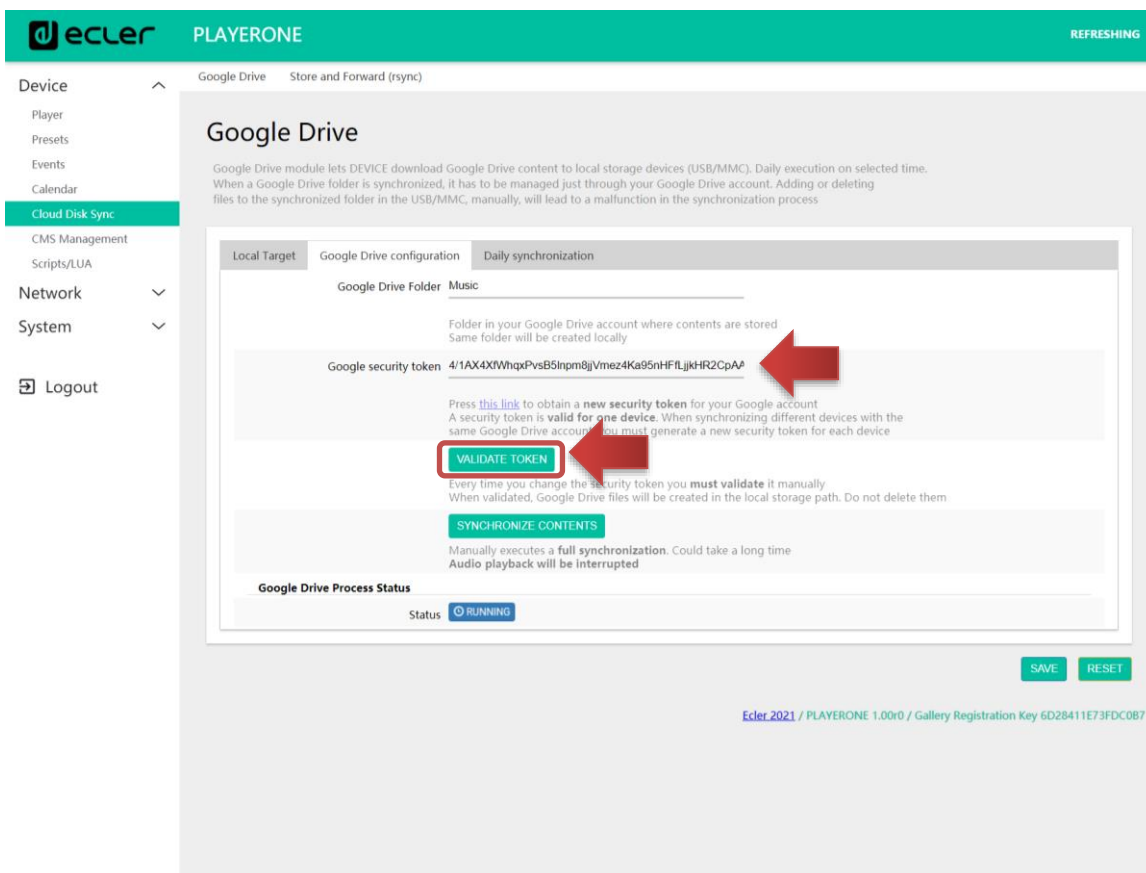 ecler
PLAYERONE
REFRESHING
Device
Player
Presets
Events
Calendar
Cloud Disk Sync
CMS Management
Scripts/LUA
Network
System
Logout
Google Drive Store and Forward (rsync)
Google Drive
Google Drive module lets DEVICE download Google Drive content to local storage devices (USB/MMC). Daily execution on selected time.
When a Google Drive folder is synchronized, it has to be managed just through your Google Drive account. Adding or deleting
files to the synchronized folder in the USB/MMC, manually, will lead to a malfunction in the synchronization process
Local Target Google Drive configuration Daily synchronization
Google Drive Folder Music
Folder in your Google Drive account where contents are stored
Same folder will be created locally
Google security token
Press this link to obtain a new security token for your Google account
A security token is valid for one device. When synchronizing different devices with the
same Google Drive account you must generate a new security token for each device
VALIDATE TOKEN
Every time you change the security token you must validate it manually
When validated, Google Drive files will be created in the local storage path. Do not delete them
SYNCHRONIZE CONTENTS
Manually executes a full synchronization. Could take a long time
Audio playback will be interrupted
Google Drive Process Status
Status RUNNING
SAVE RESET
Ecler 2021 / PLAYERONE 1.00r0 / Gallery Registration Key 6D28411E73FDC0B7